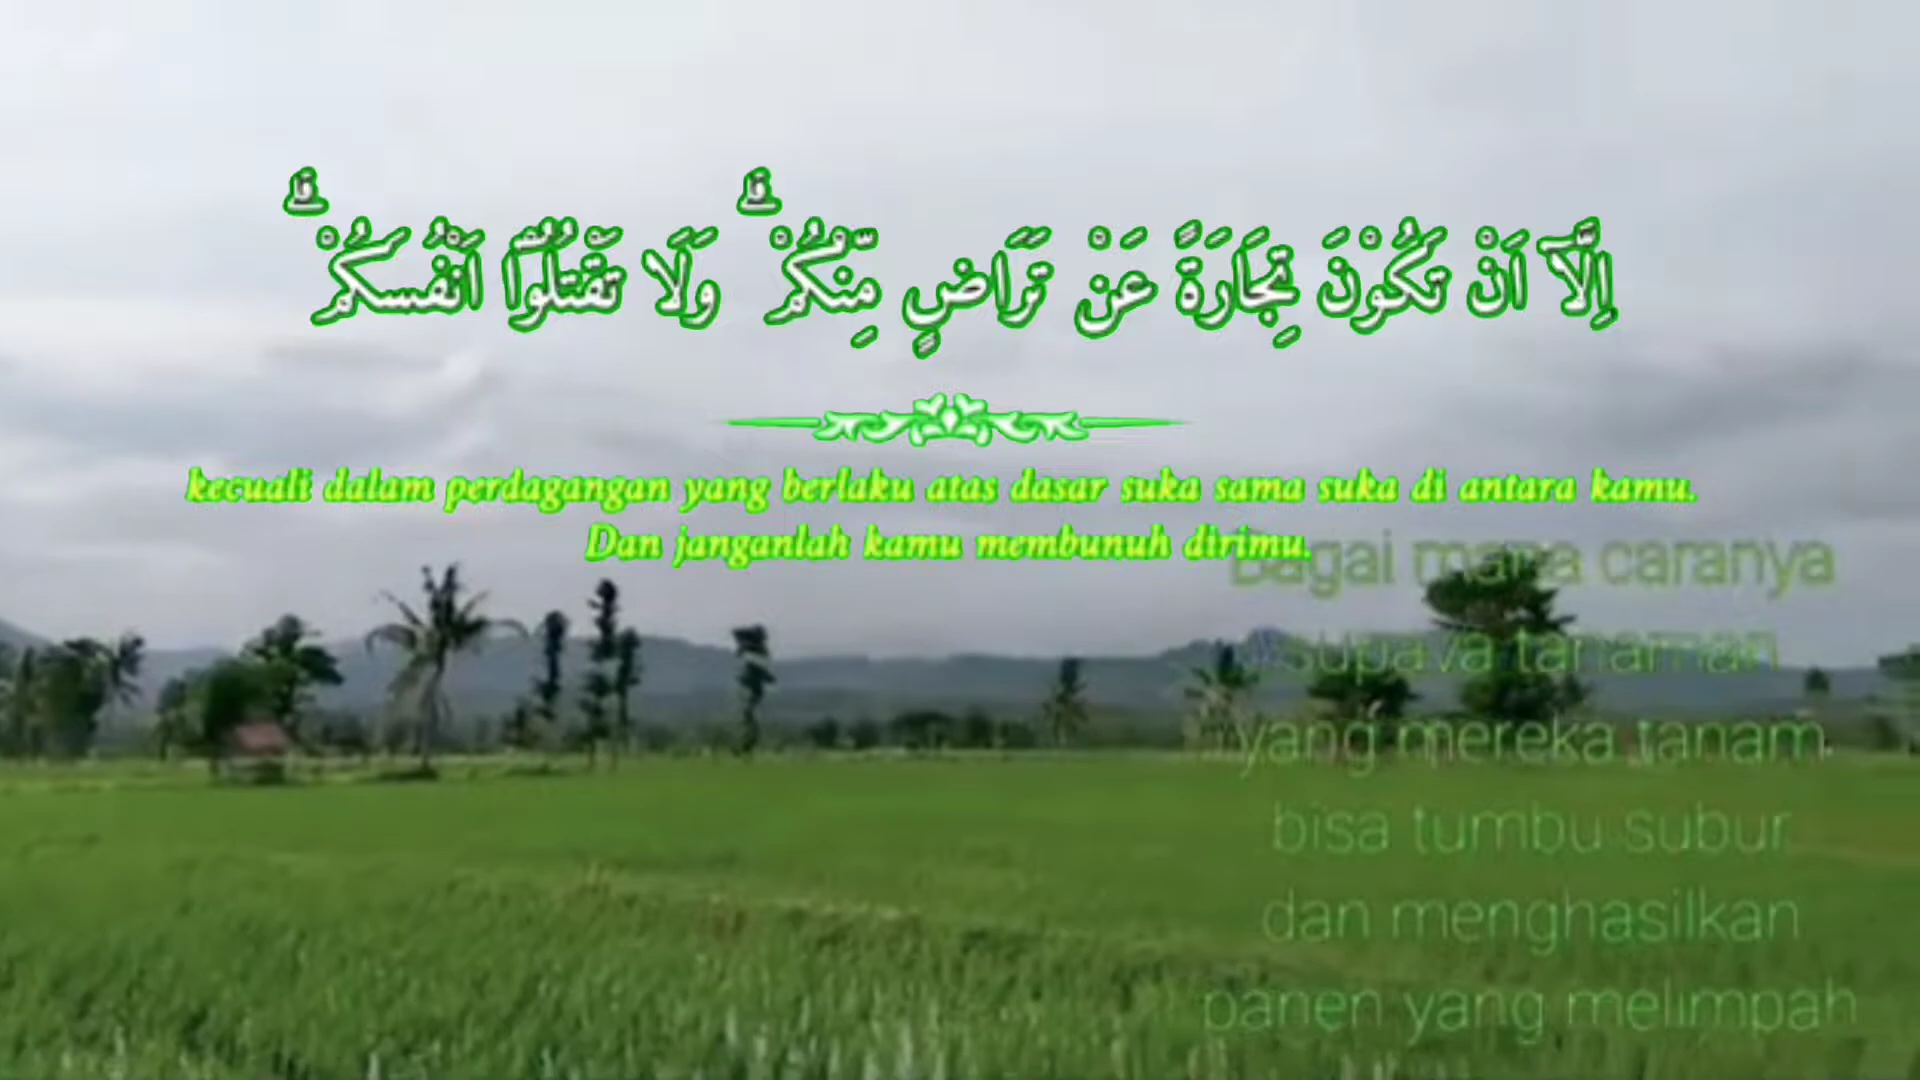 اِلَّآ اَنْ تَكُوْنَ تِجَارَةً عَنْ تَرَاضٍ مِّنْكُمْ ۗ وَلَا تَقْتُلُوْٓا اَنْفُسَكُمْ ۗ
kecuali dalam perdagangan yang berlaku atas dasar suka sama suka di antara kamu.
Dan janganlah kamu membunuh dirimu.
Bagai mana caranya
supaya tanaman
yang mereka tanam
bisa tumbu subur
dan menghasilkan
panen yang melimpah